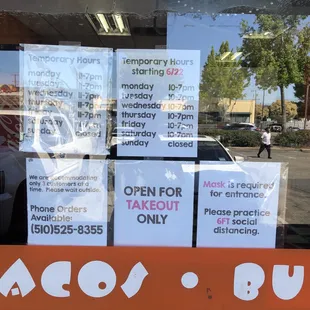 Temporary Hours
monday 11-7pm
tuesday 11-7pm
wednesday 11-7pm
thursday 11-7pm
friday 11-7pm
saturday
sunday closed
Temporary Hours
starting 6/22
monday 10-7pm
tuesday 10-7pm
wednesday 10-7pm
thursday 10-7pm
friday 10-7pm
saturday 10-7pm
sunday closed
We are accommodating
only 3 customers at a
time. Please wait outside.
Phone Orders
Available
(510)525-8355
OPEN FOR
TAKEOUT
ONLY
Mask is required
for entrance.
Please practice
6FT social
distancing.
ACOS • BU